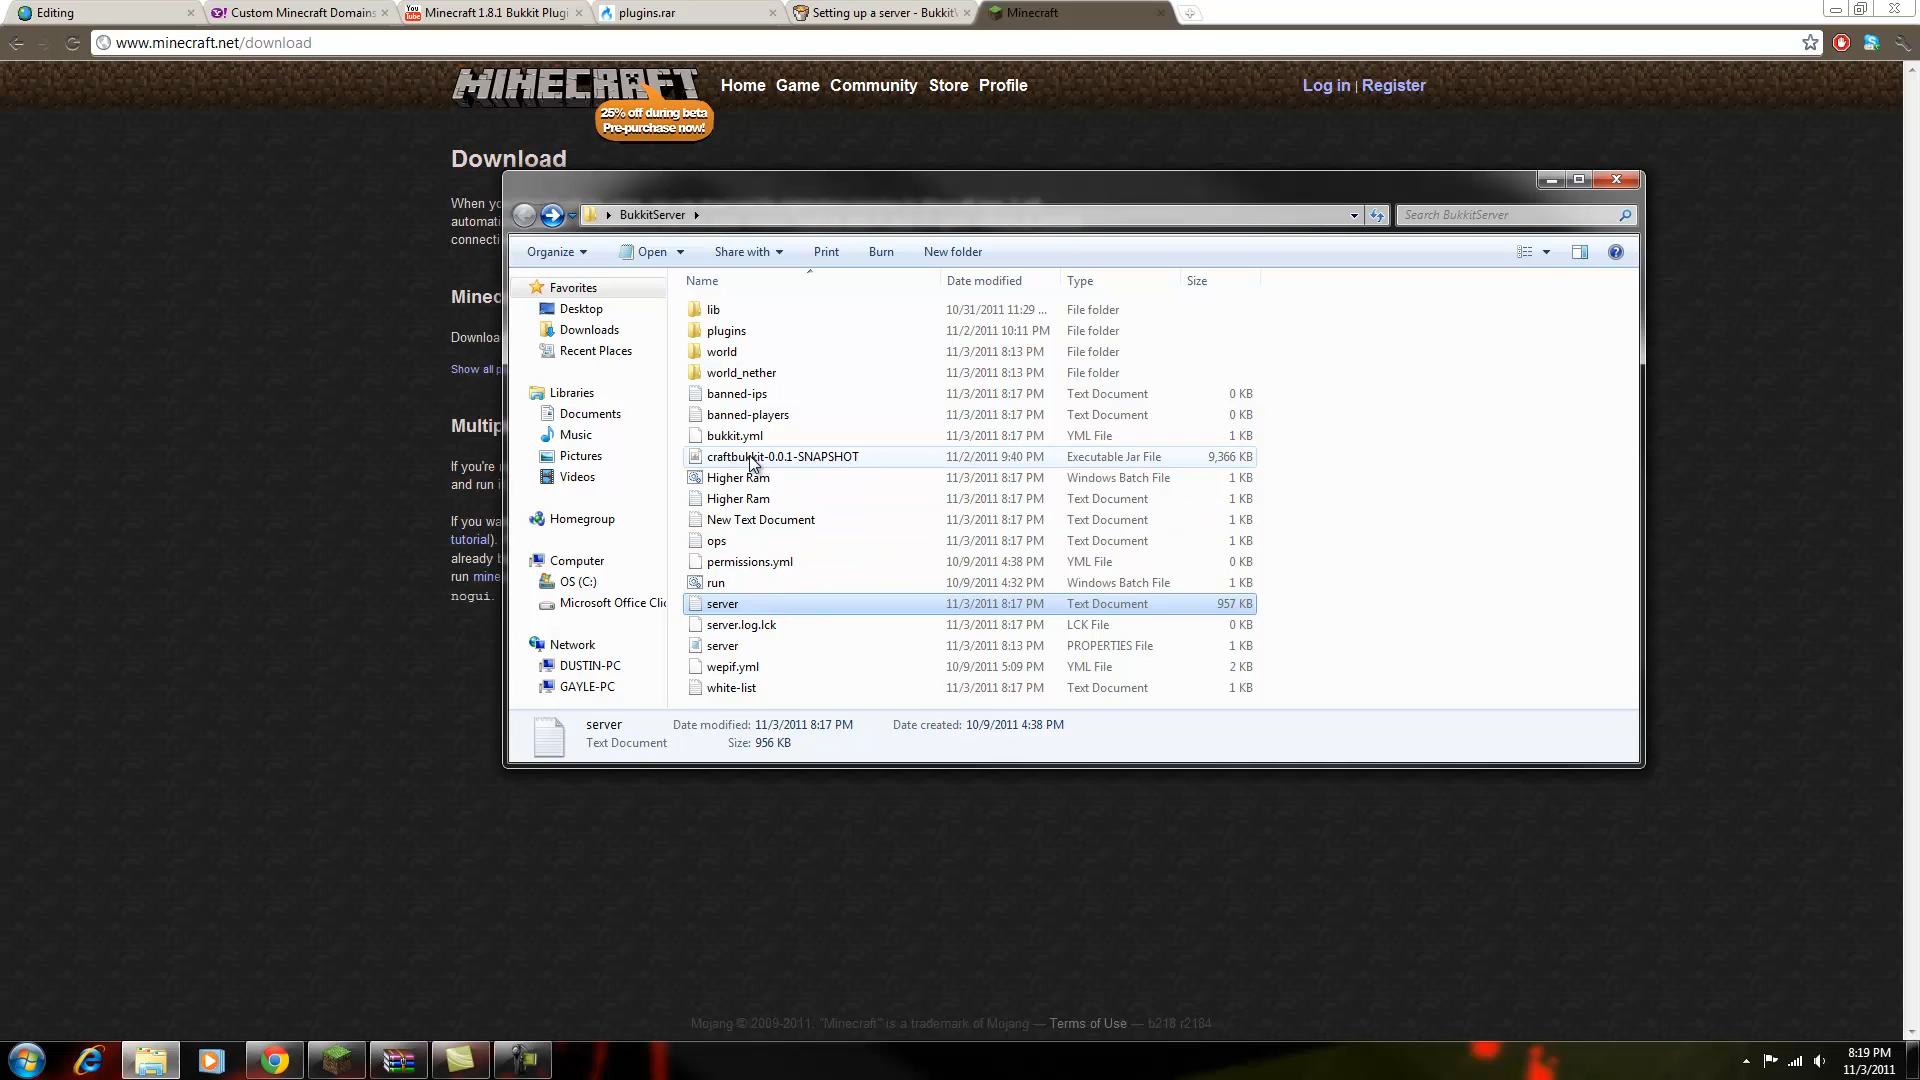 Editing
Custom Minecraft Domains
Minecraft 1.8.1 Bukkit Plugi
plugins.rar
Setting up a server - Bukkit
Minecraft
www.minecraft.net/download
MINECRAFT
25% off during beta
Pre-purchase now!
Home Game Community Store Profile
Log in | Register
Download
When yo
automati
connecti
Minec
Downloa
Show all p
Multip
If you're
and run i
If you wa
tutorial).
already b
run mine
nogui.
BukkitServer
Search BukkitServer
Organize Open Share with Print Burn New folder
Favorites
Desktop
Downloads
Recent Places
Libraries
Documents
Music
Pictures
Videos
Homegroup
Computer
OS (C:)
Microsoft Office Clic
Network
DUSTIN-PC
GAYLE-PC
Name Date modified Type Size
lib 10/31/2011 11:29 ... File folder
plugins 11/2/2011 10:11 PM File folder
world 11/3/2011 8:13 PM File folder
world_nether 11/3/2011 8:13 PM File folder
banned-ips 11/3/2011 8:17 PM Text Document 0 KB
banned-players 11/3/2011 8:17 PM Text Document 0 KB
bukkit.yml 11/3/2011 8:17 PM YML File 1 KB
craftbukkit-0.0.1-SNAPSHOT 11/2/2011 9:40 PM Executable Jar File 9,366 KB
Higher Ram 11/3/2011 8:17 PM Windows Batch File 1 KB
Higher Ram 11/3/2011 8:17 PM Text Document 1 KB
New Text Document 11/3/2011 8:17 PM Text Document 1 KB
ops 11/3/2011 8:17 PM Text Document 1 KB
permissions.yml 10/9/2011 4:38 PM YML File 0 KB
run 10/9/2011 4:32 PM Windows Batch File 1 KB
server 11/3/2011 8:17 PM Text Document 957 KB
server.log.lck 11/3/2011 8:17 PM LCK File 0 KB
server 11/3/2011 8:13 PM PROPERTIES File 1 KB
wepif.yml 10/9/2011 5:09 PM YML File 2 KB
white-list 11/3/2011 8:17 PM Text Document 1 KB
server Date modified: 11/3/2011 8:17 PM Date created: 10/9/2011 4:38 PM
Text Document Size: 956 KB
Mojang © 2009-2011. "Minecraft" is a trademark of Mojang — Terms of Use — b218 r2184
8:19 PM
11/3/2011